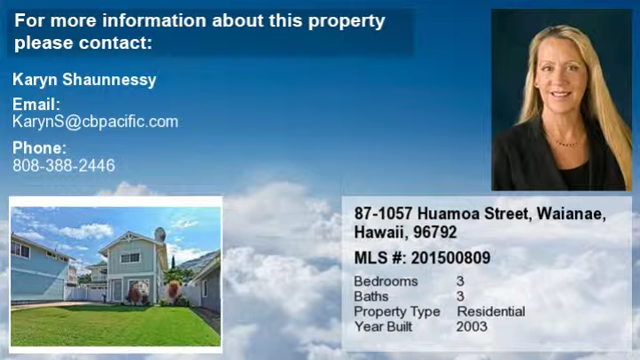 For more information about this property
please contact:
Karyn Shaunnessy
Email:
KarynS@cbpacific.com
Phone:
808-388-2446
87-1057 Huamoa Street, Waianae,
Hawaii, 96792
MLS #: 201500809
Bedrooms 3
Baths 3
Property Type Residential
Year Built 2003